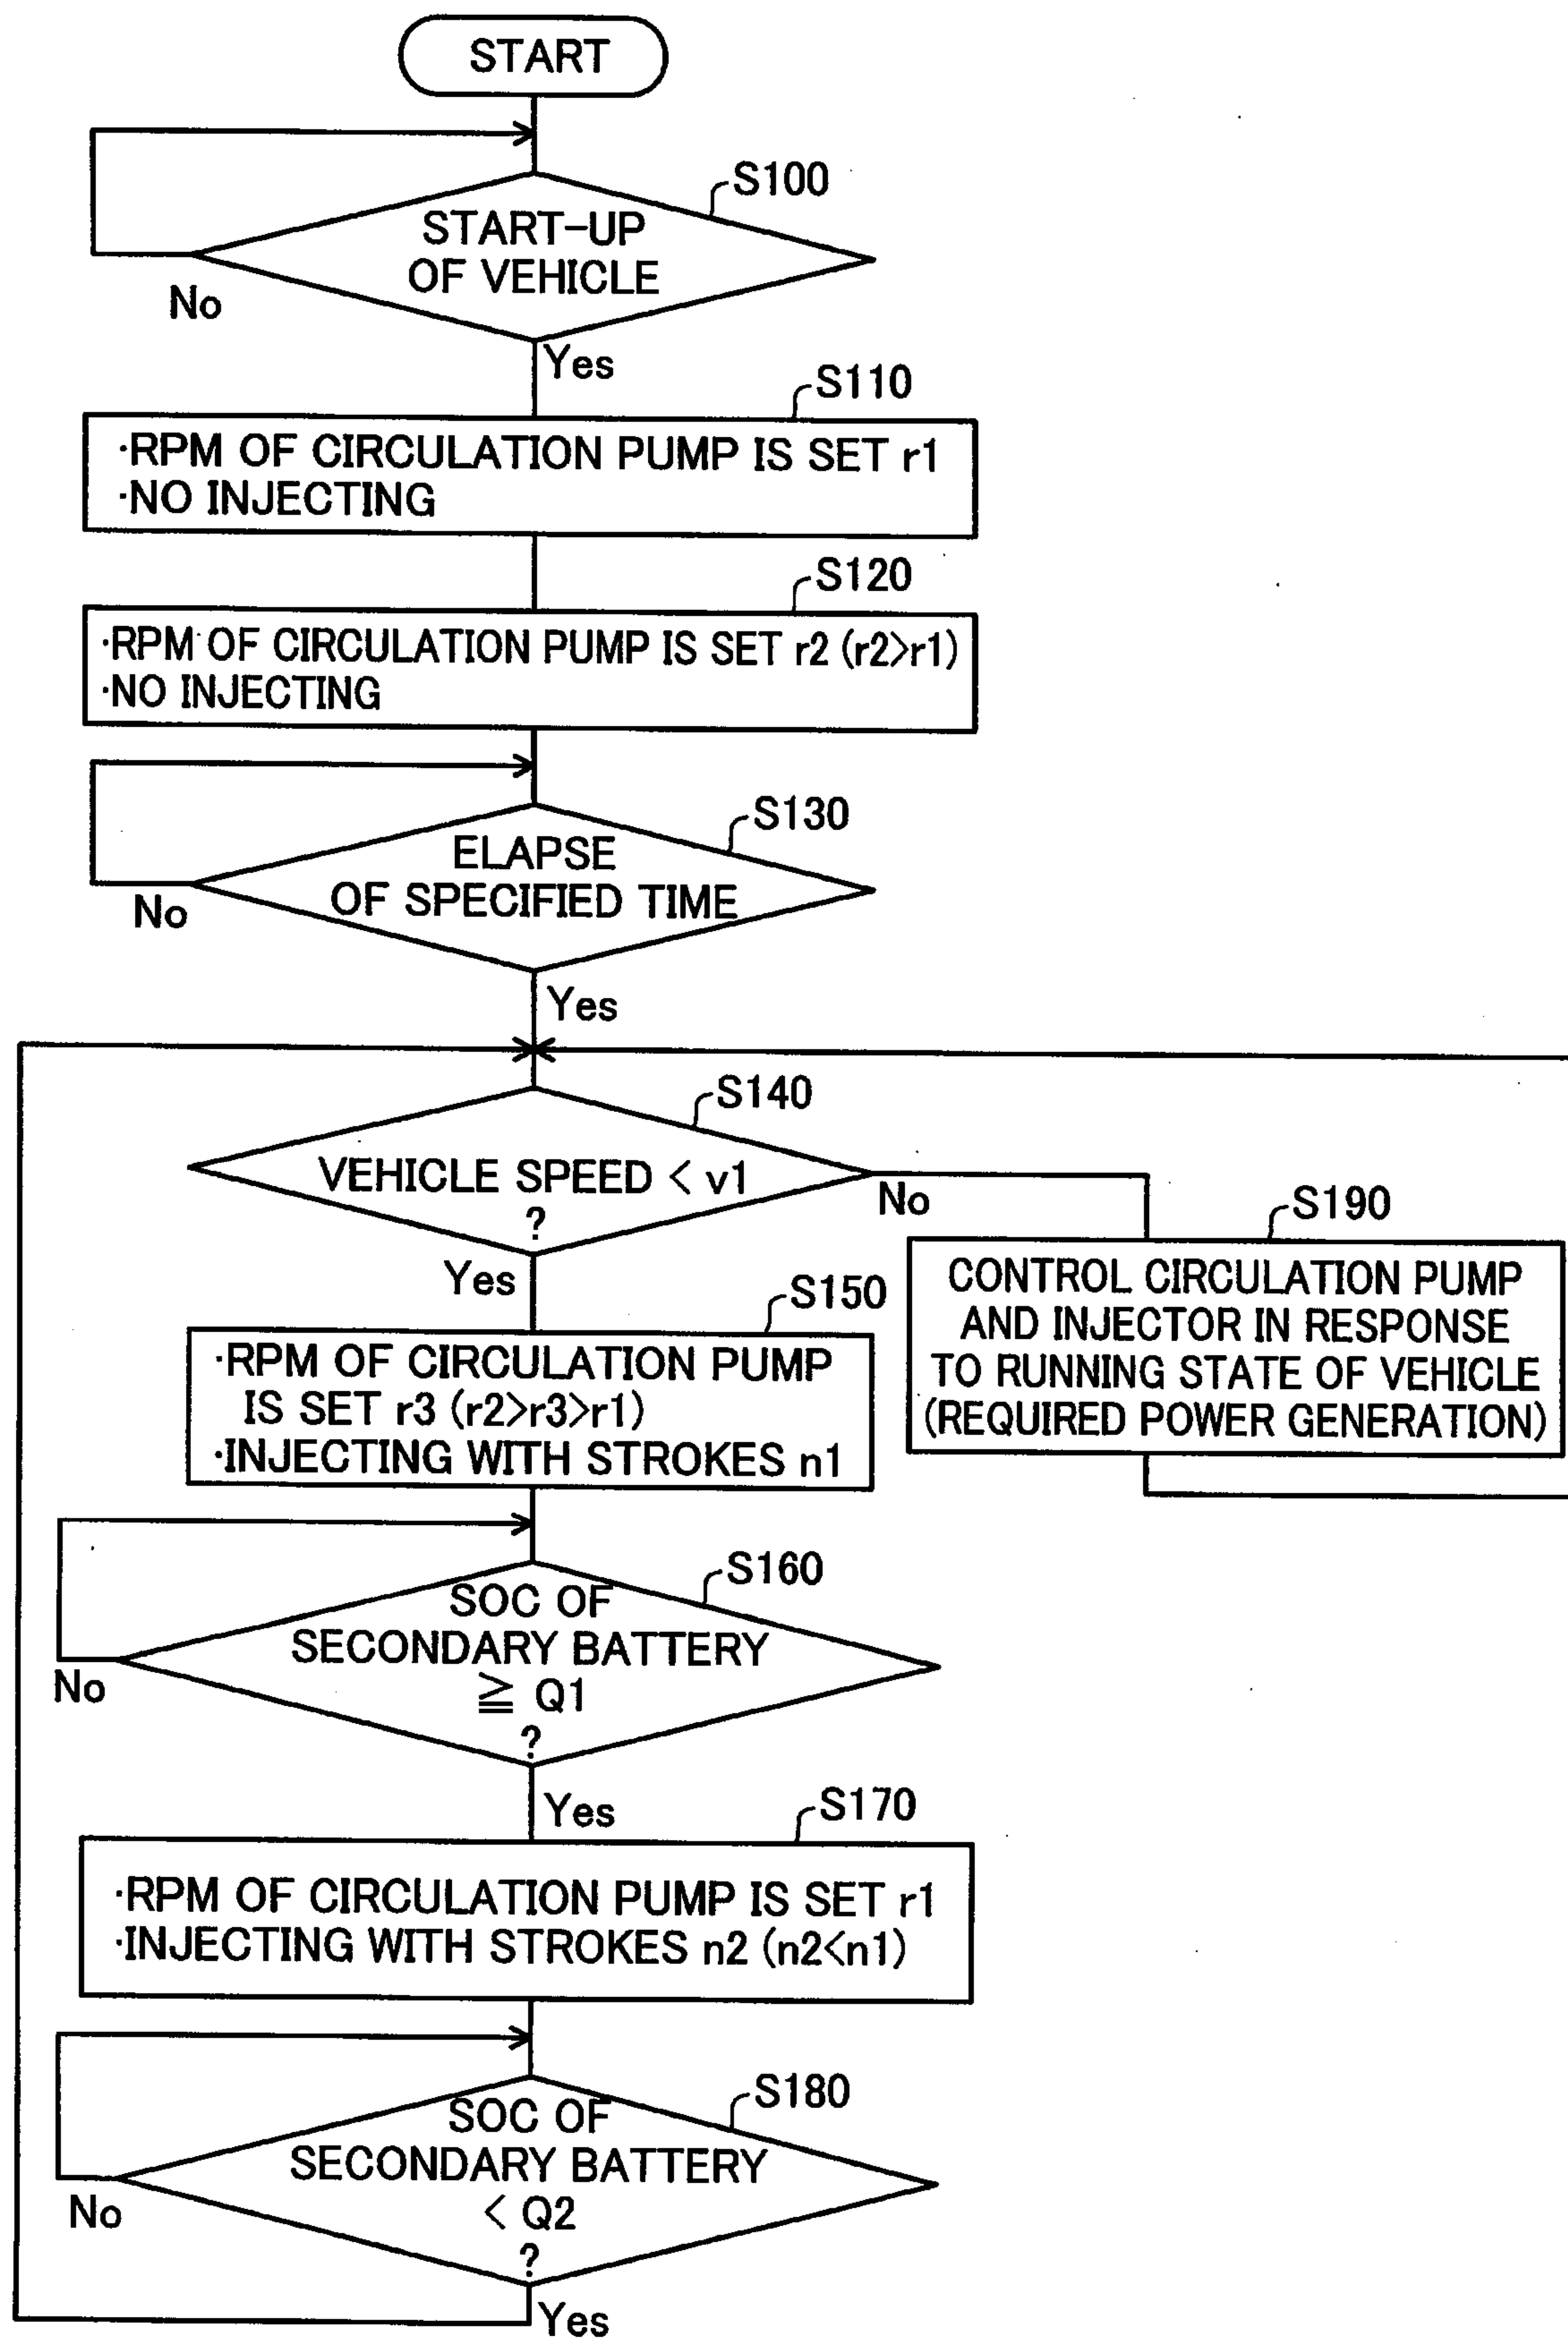 START
S100
START-UP
OF VEHICLE
No
Yes
S110
·RPM OF CIRCULATION PUMP IS SET r1
·NO INJECTING
S120
·RPM OF CIRCULATION PUMP IS SET r2 (r2>r1)
·NO INJECTING
S130
ELAPSE
OF SPECIFIED TIME
No
Yes
S140
VEHICLE SPEED < v1
?
No
Yes
S190
CONTROL CIRCULATION PUMP
AND INJECTOR IN RESPONSE
TO RUNNING STATE OF VEHICLE
(REQUIRED POWER GENERATION)
S150
·RPM OF CIRCULATION PUMP
IS SET r3 (r2>r3>r1)
·INJECTING WITH STROKES n1
S160
SOC OF
SECONDARY BATTERY
≧ Q1
?
No
Yes
S170
·RPM OF CIRCULATION PUMP IS SET r1
·INJECTING WITH STROKES n2 (n2<n1)
S180
SOC OF
SECONDARY BATTERY
< Q2
?
No
Yes